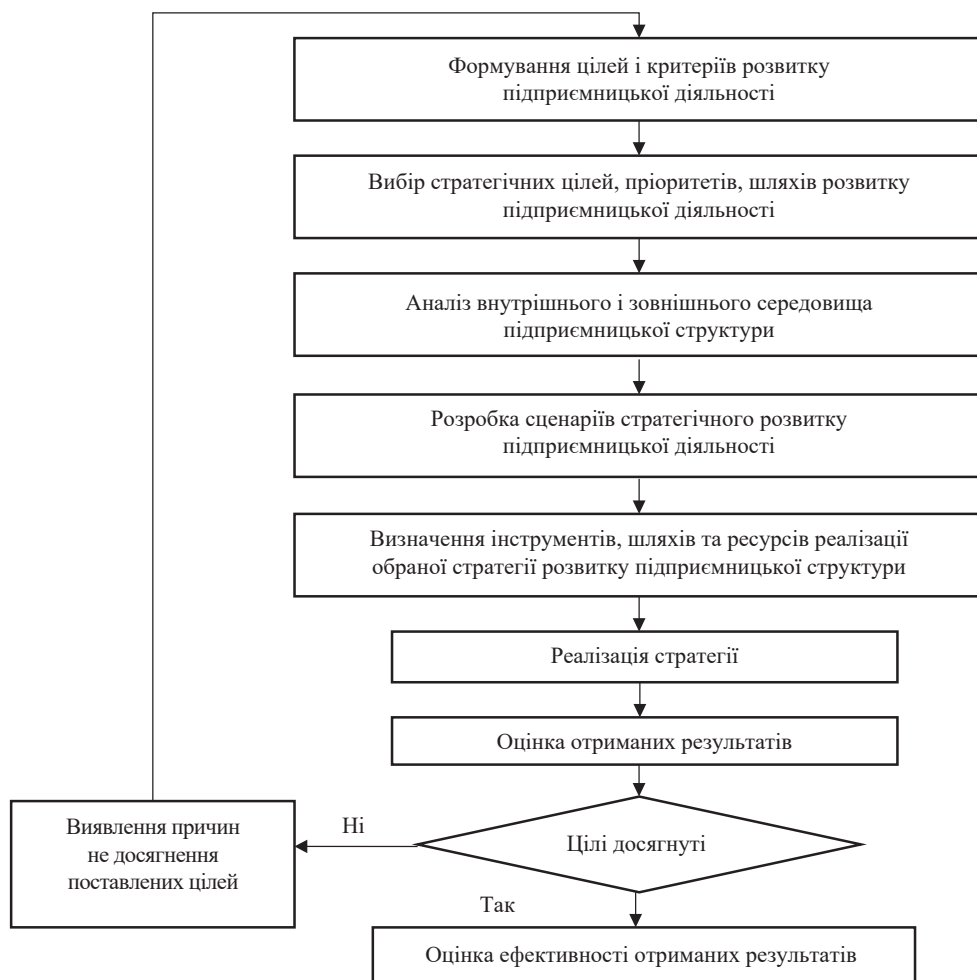 Формування цілей і критеріїв розвитку
підприємницької діяльності
Вибір стратегічних цілей, пріоритетів, шляхів розвитку
підприємницької діяльності
Аналіз внутрішнього і зовнішнього середовища
підприємницької структури
Розробка сценаріїв стратегічного розвитку
підприємницької діяльності
Визначення інструментів, шляхів та ресурсів реалізації
обраної стратегії розвитку підприємницької структури
Реалізація стратегії
Оцінка отриманих результатів
Цілі досягнуті
Ні
Виявлення причин
не досягнення
поставлених цілей
Так
Оцінка ефективності отриманих результатів